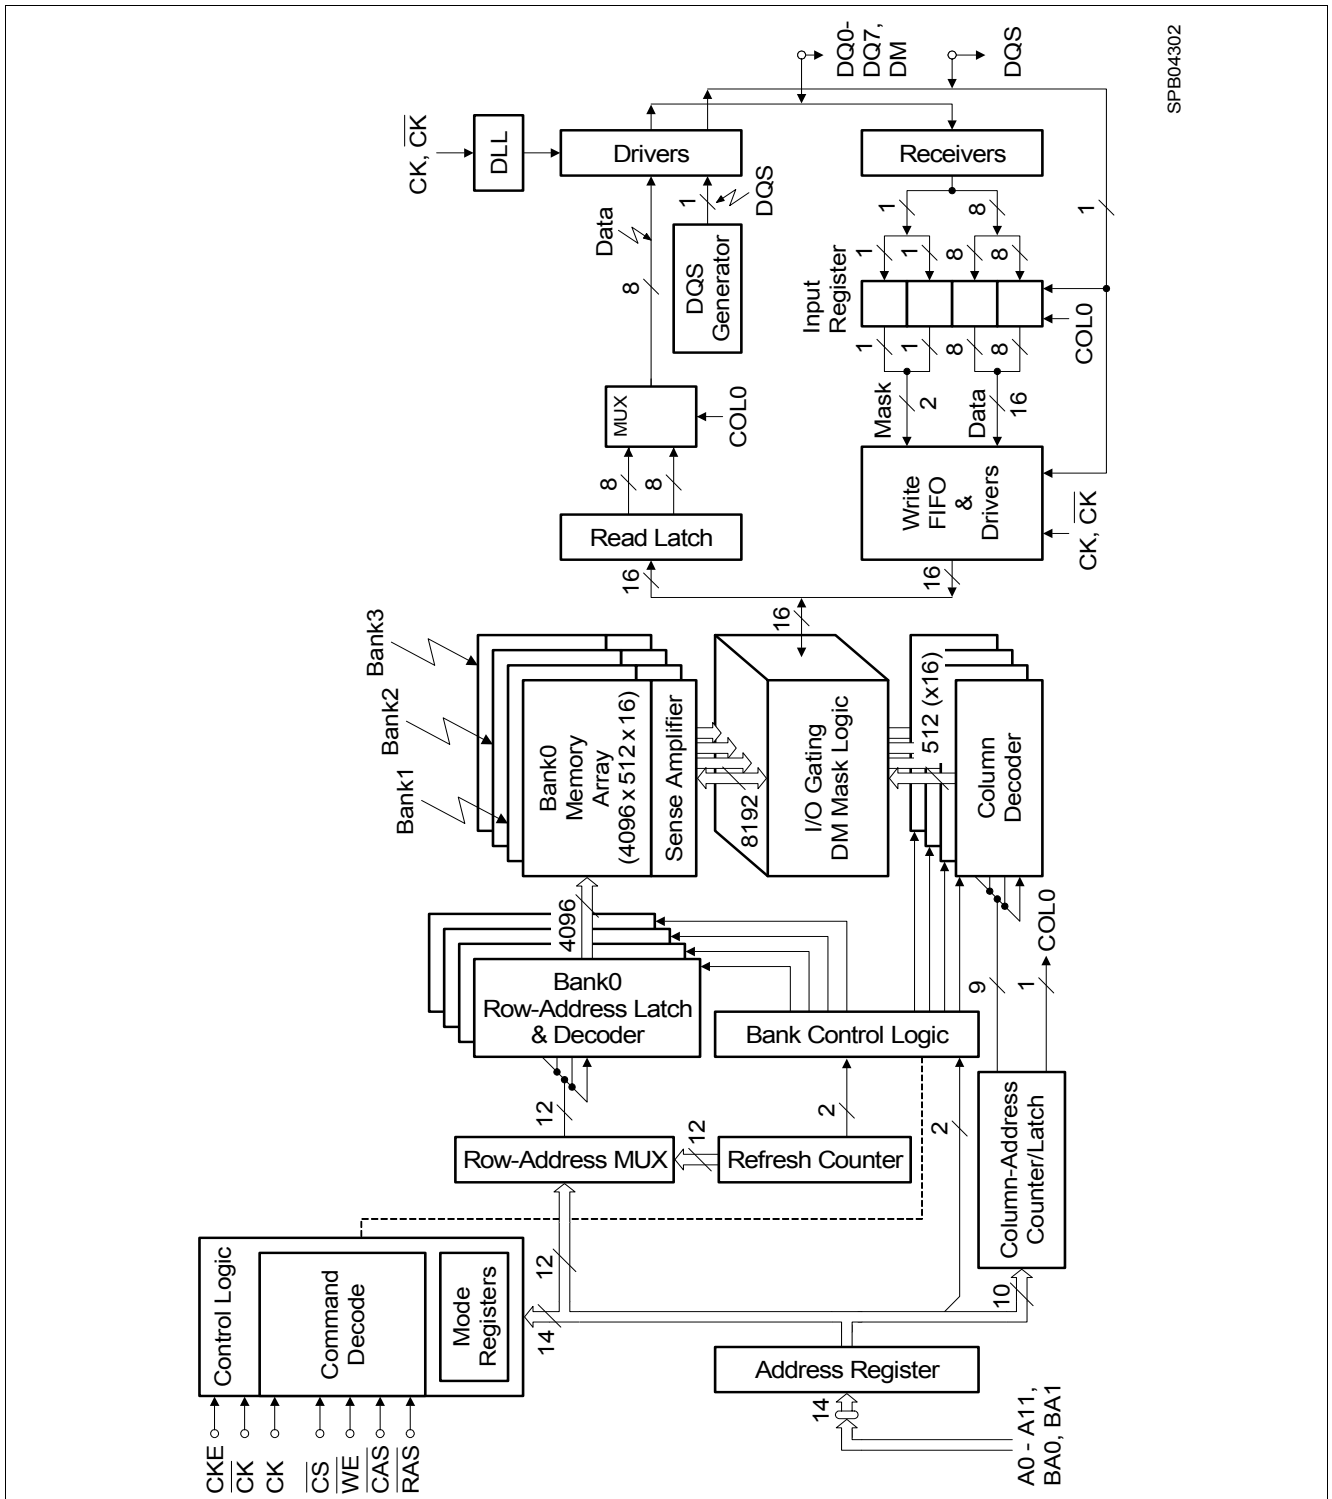 CKE
CK
CK
CS
WE
CAS
RAS
Control Logic
Command
Decode
Mode
Registers
14
12
A0 - A11,
BA0, BA1
14
Address Register
10
2
Row-Address MUX
12
Refresh Counter
12
2
Column-Address
Counter/Latch
9
1
COL0
Bank0
Row-Address Latch
& Decoder
Bank Control Logic
4096
Bank1
Bank2
Bank3
Bank0
Memory
Array
(4096 x 512 x 16)
Sense Amplifier
8192
I/O Gating
DM Mask Logic
512 (x16)
Column
Decoder
16
16
16
Read Latch
8
8
MUX
COL0
8
Data
DQS
Generator
1
DQS
CK, CK
DLL
Drivers
Write
FIFO
&
Drivers
CK, CK
Mask
2
Data
16
1
1
8
8
Input
Register
COL0
1
1
8
8
1
8
1
Receivers
DQ0-
DQ7,
DM
DQS
SPB04302